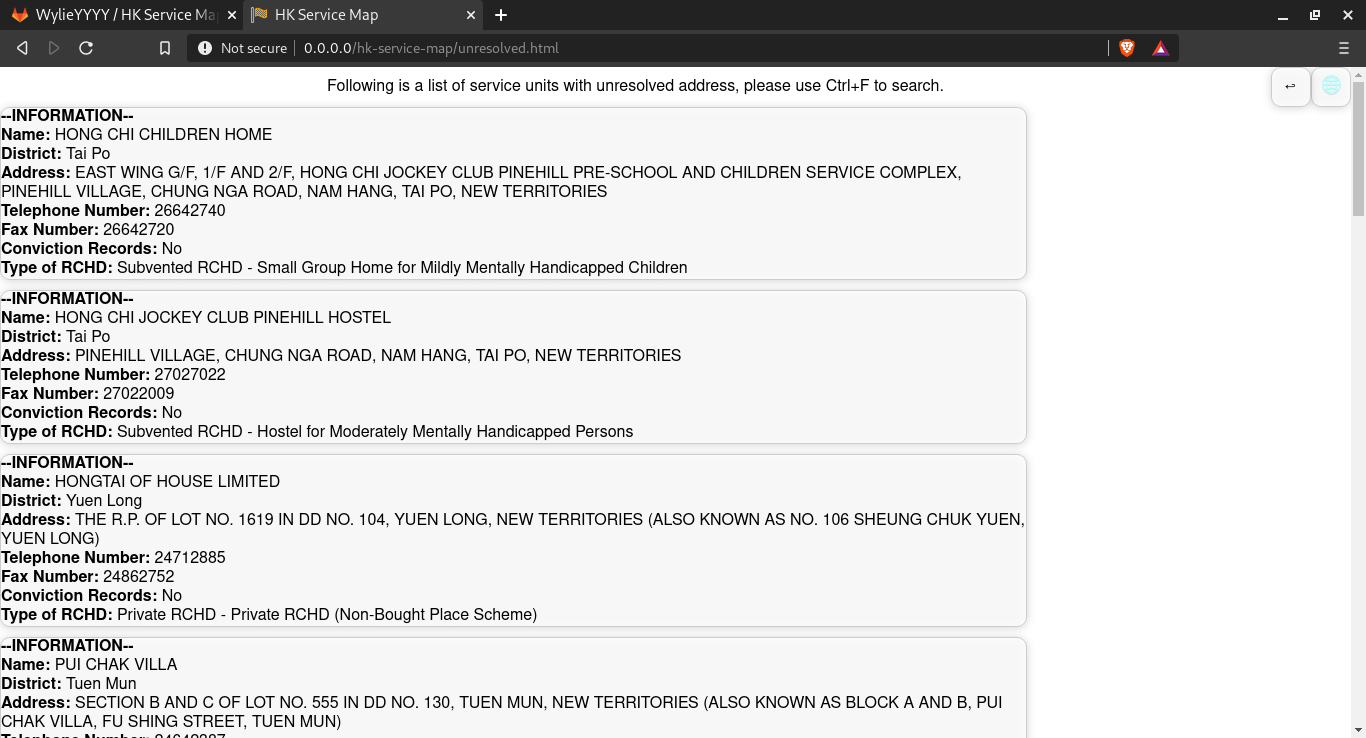 WylieYYYY / HK Service Ma
HK Service Map
Not secure
0.0.0.0/hk-service-map/unresolved.html
Following is a list of service units with unresolved address, please use Ctrl+F to search.
--INFORMATION--
Name: HONG CHI CHILDREN HOME
District: Tai Po
Address: EAST WING G/F, 1/F AND 2/F, HONG CHI JOCKEY CLUB PINEHILL PRE-SCHOOL AND CHILDREN SERVICE COMPLEX,
PINEHILL VILLAGE, CHUNG NGA ROAD, NAM HANG, TAI PO, NEW TERRITORIES
Telephone Number: 26642740
Fax Number: 26642720
Conviction Records: No
Type of RCHD: Subvented RCHD - Small Group Home for Mildly Mentally Handicapped Children
--INFORMATION--
Name: HONG CHI JOCKEY CLUB PINEHILL HOSTEL
District: Tai Po
Address: PINEHILL VILLAGE, CHUNG NGA ROAD, NAM HANG, TAI PO, NEW TERRITORIES
Telephone Number: 27027022
Fax Number: 27022009
Conviction Records: No
Type of RCHD: Subvented RCHD - Hostel for Moderately Mentally Handicapped Persons
--INFORMATION--
Name: HONGTAI OF HOUSE LIMITED
District: Yuen Long
Address: THE R.P. OF LOT NO. 1619 IN DD NO. 104, YUEN LONG, NEW TERRITORIES (ALSO KNOWN AS NO. 106 SHEUNG CHUK YUEN,
YUEN LONG)
Telephone Number: 24712885
Fax Number: 24862752
Conviction Records: No
Type of RCHD: Private RCHD - Private RCHD (Non-Bought Place Scheme)
--INFORMATION--
Name: PUI CHAK VILLA
District: Tuen Mun
Address: SECTION B AND C OF LOT NO. 555 IN DD NO. 130, TUEN MUN, NEW TERRITORIES (ALSO KNOWN AS BLOCK A AND B, PUI
CHAK VILLA, FU SHING STREET, TUEN MUN)
Telephone Number: